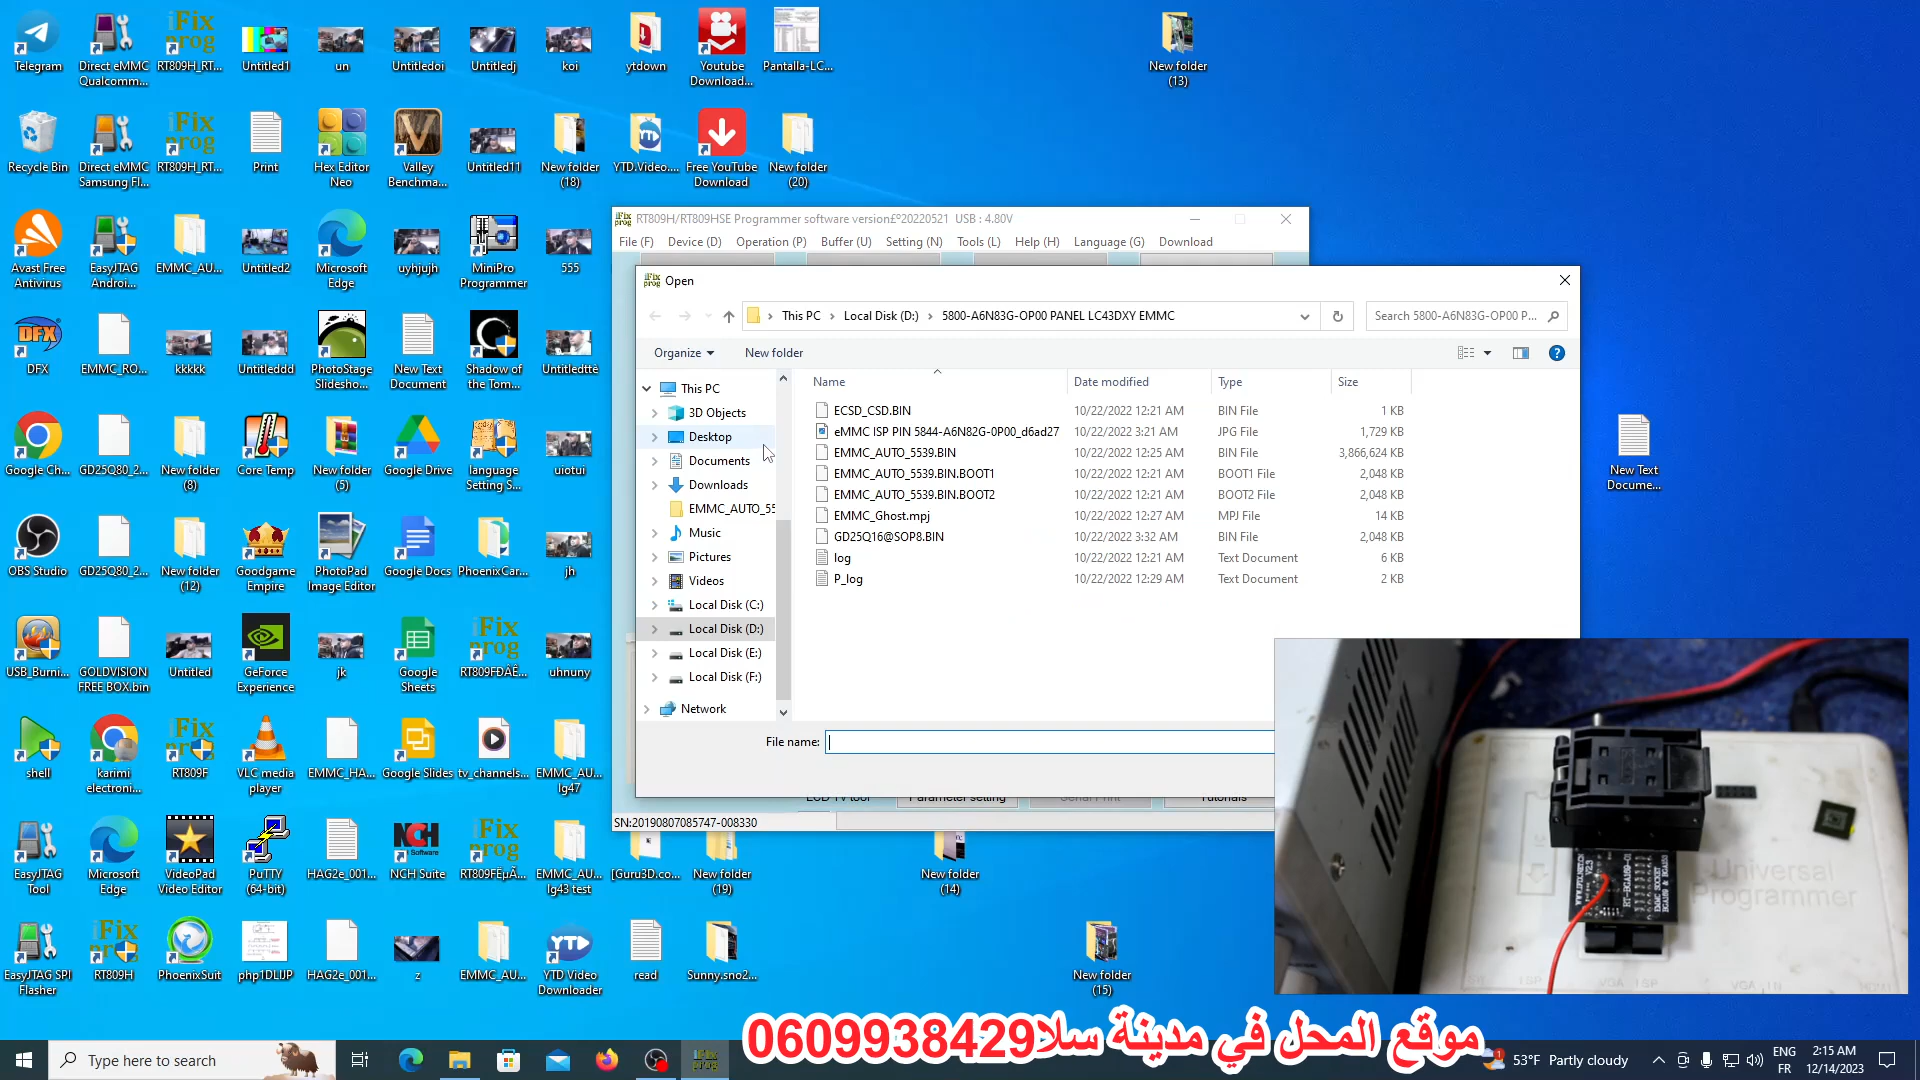 Telegram
Direct eMMC Qualcomm...
RT809H_RT...
Untitled1
un
Untitledoi
Untitledj
koi
ytdown
Youtube Download...
Pantalla-LC...
New folder (13)
Recycle Bin
Direct eMMC Samsung Fl...
RT809H_RT...
Print
Hex Editor Neo
Valley Benchma...
Untitled11
New folder (18)
YTD.Video....
Free YouTube Download
New folder (20)
Avast Free Antivirus
EasyJTAG Androi...
EMMC_AU...
Untitled2
Microsoft Edge
uyhjujh
MiniPro Programmer
555
RT809H/RT809HSE Programmer software version£º20220521 USB : 4.80V
File (F) Device (D) Operation (P) Buffer (U) Setting (N) Tools (L) Help (H) Language (G) Download
Open
This PC > Local Disk (D:) > 5800-A6N83G-OP00 PANEL LC43DXY EMMC
Search 5800-A6N83G-OP00 P...
Organize New folder
Name Date modified Type Size
This PC
3D Objects
Desktop
Documents
Downloads
EMMC_AUTO_55
Music
Pictures
Videos
Local Disk (C:)
Local Disk (D:)
Local Disk (E:)
Local Disk (F:)
Network
ECSD_CSD.BIN 10/22/2022 12:21 AM BIN File 1 KB
eMMC ISP PIN 5844-A6N82G-0P00_d6ad27 10/22/2022 3:21 AM JPG File 1,729 KB
EMMC_AUTO_5539.BIN 10/22/2022 12:25 AM BIN File 3,866,624 KB
EMMC_AUTO_5539.BIN.BOOT1 10/22/2022 12:21 AM BOOT1 File 2,048 KB
EMMC_AUTO_5539.BIN.BOOT2 10/22/2022 12:21 AM BOOT2 File 2,048 KB
EMMC_Ghost.mpj 10/22/2022 12:27 AM MPJ File 14 KB
GD25Q16@SOP8.BIN 10/22/2022 3:32 AM BIN File 2,048 KB
log 10/22/2022 12:21 AM Text Document 6 KB
P_log 10/22/2022 12:29 AM Text Document 2 KB
File name:
LCD TV tool Parameter setting Serial Print Tutorials
SN:20190807085747-008330
DFX
EMMC_RO...
kkkkk
Untitleddd
PhotoStage Slidesho...
New Text Document
Shadow of the Tom...
Untitledtte
Google Ch...
GD25Q80_2...
New folder (8)
Core Temp
New folder (5)
Google Drive
language Setting S...
uiotui
New Text Docume...
OBS Studio
GD25Q80_2...
New folder (12)
Goodgame Empire
PhotoPad Image Editor
Google Docs
PhoenixCar...
jh
USB_Burni...
GOLDVISION FREE BOX.bin
Untitled
GeForce Experience
jk
Google Sheets
RT809FÐÄÊ...
uhnuny
shell
karimi electroni...
RT809F
VLC media player
EMMC_HA...
Google Slides
tv_channels...
EMMC_AU... lg47
EasyJTAG Tool
Microsoft Edge
VideoPad Video Editor
PuTTY (64-bit)
HAG2e_001...
NCH Suite
RT809FËµÃ...
EMMC_AU... lg43 test
[Guru3D.co...
New folder (19)
New folder (14)
EasyJTAG SPI Flasher
RT809H
PhoenixSuit
php1DLIJP
HAG2e_001...
z
EMMC_AU...
YTD Video Downloader
read
Sunny.sno2...
New folder (15)
Universal Programmer
موقع المحل في مدينة سلا0609938429
Type here to search
53°F Partly cloudy
ENG FR
2:15 AM
12/14/2023